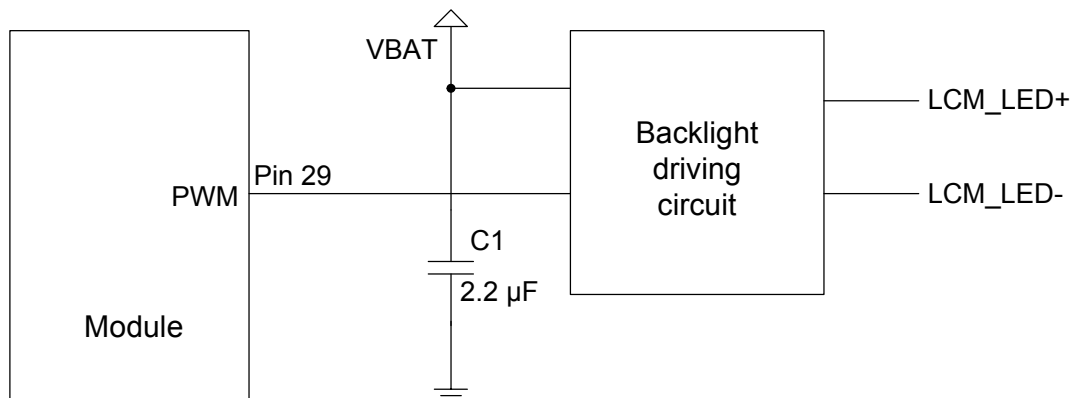 VBAT
LCM_LED+
Backlight
driving
circuit
Pin 29
PWM
LCM_LED-
C1
2.2 µF
Module